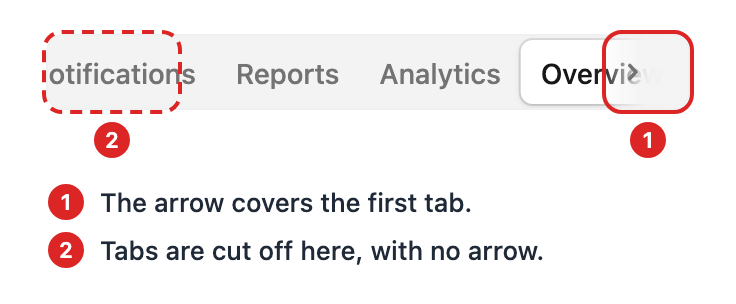 otifications Reports Analytics Overview
2 1
1 The arrow covers the first tab.
2 Tabs are cut off here, with no arrow.